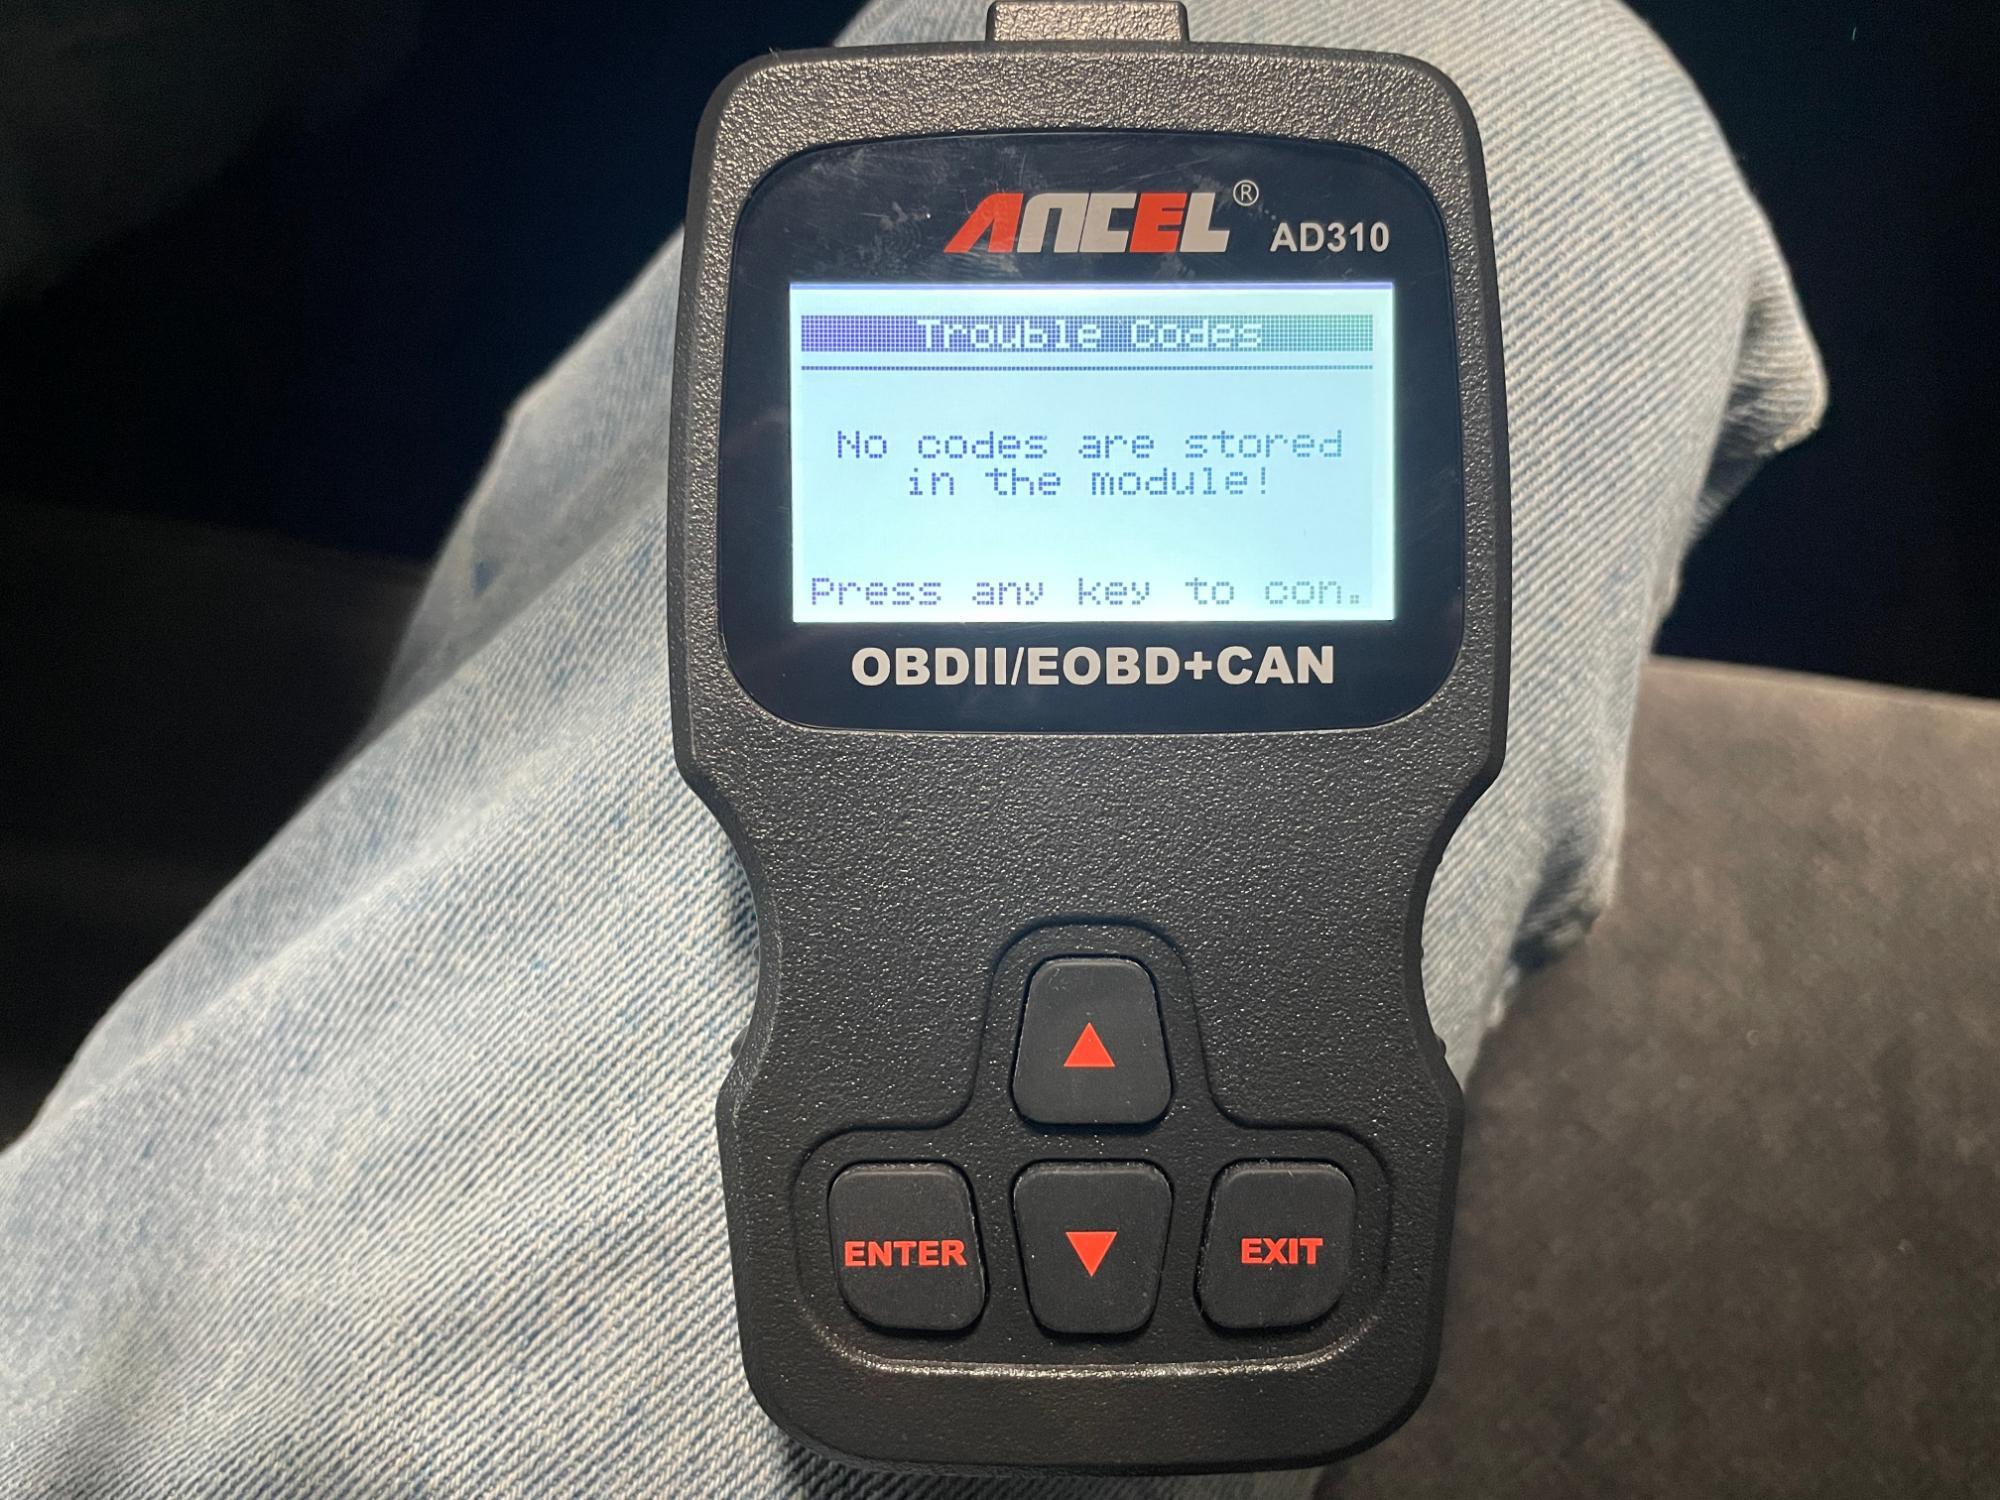 ANCEL® AD310
Trouble Codes
No codes are stored
in the module!
Press any key to con.
OBDII/EOBD+CAN
▲
ENTER ▼ EXIT